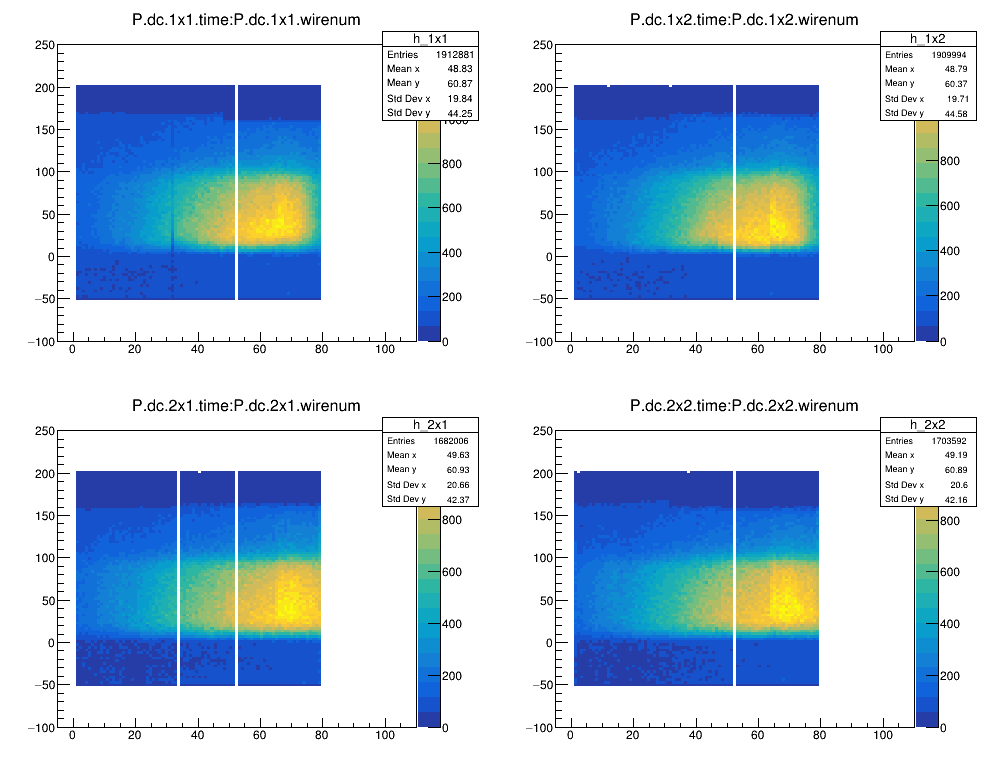 P.dc.1x1.time:P.dc.1x1.wirenum
h_1x1
Entries 1912881
Mean x 48.83
Mean y 60.87
Std Dev x 19.84
Std Dev y 44.25
250
200
150
100
50
0
−50
−100
0 20 40 60 80 100
1000
800
600
400
200
0
P.dc.1x2.time:P.dc.1x2.wirenum
h_1x2
Entries 1909994
Mean x 48.79
Mean y 60.37
Std Dev x 19.71
Std Dev y 44.58
250
200
150
100
50
0
−50
−100
0 20 40 60 80 100
800
600
400
200
0
P.dc.2x1.time:P.dc.2x1.wirenum
h_2x1
Entries 1682006
Mean x 49.63
Mean y 60.93
Std Dev x 20.66
Std Dev y 42.37
250
200
150
100
50
0
−50
−100
0 20 40 60 80 100
800
600
400
200
0
P.dc.2x2.time:P.dc.2x2.wirenum
h_2x2
Entries 1703592
Mean x 49.19
Mean y 60.89
Std Dev x 20.6
Std Dev y 42.16
250
200
150
100
50
0
−50
−100
0 20 40 60 80 100
800
600
400
200
0